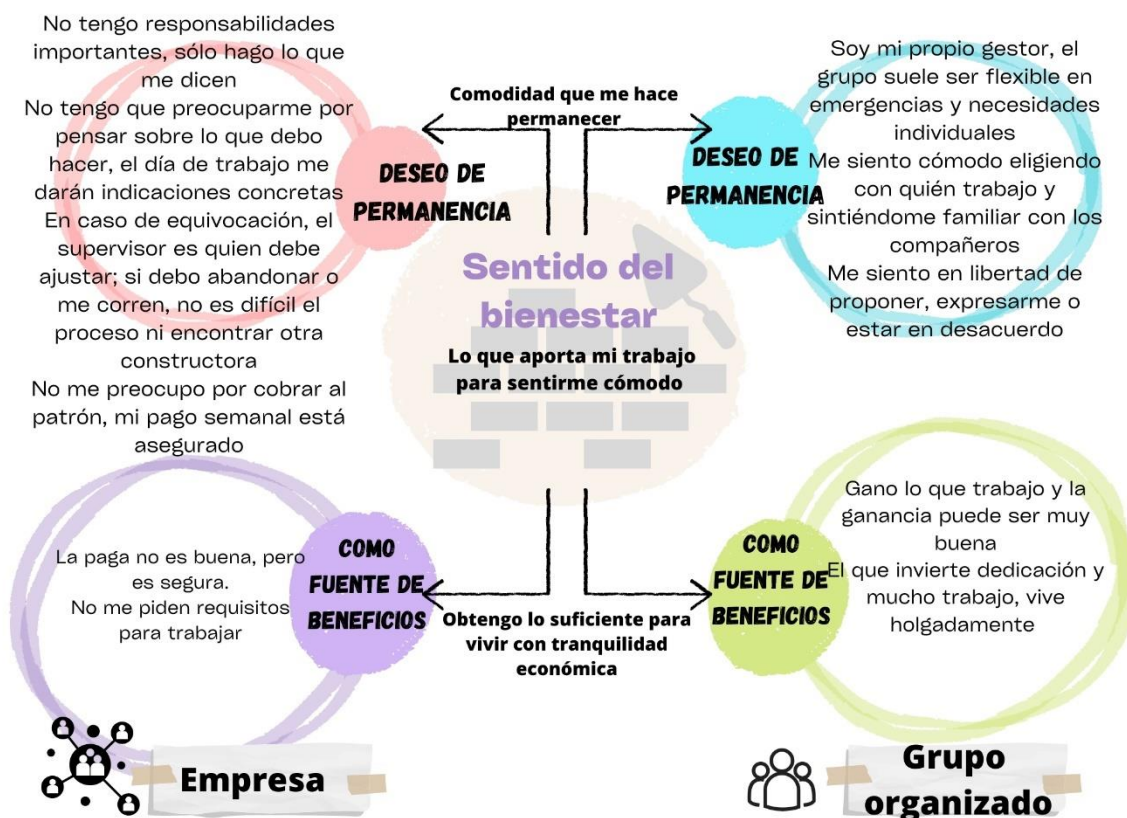 No tengo responsabilidades
importantes, sólo hago lo que
me dicen
No tengo que preocuparme por
pensar sobre lo que debo
hacer, el día de trabajo me
darán indicaciones concretas
En caso de equivocación, el
supervisor es quien debe
ajustar; si debo abandonar o
me corren, no es difícil el
proceso ni encontrar otra
constructora
No me preocupo por cobrar al
patrón, mi pago semanal está
asegurado
DESEO DE
PERMANENCIA
Comodidad que me hace
permanecer
DESEO DE
PERMANENCIA
Soy mi propio gestor, el
grupo suele ser flexible en
emergencias y necesidades
individuales
Me siento cómodo eligiendo
con quién trabajo y
sintiéndome familiar con los
compañeros
Me siento en libertad de
proponer, expresarme o
estar en desacuerdo
Sentido del
bienestar
Lo que aporta mi trabajo
para sentirme cómodo
La paga no es buena, pero
es segura.
No me piden requisitos
para trabajar
COMO
FUENTE DE
BENEFICIOS
Obtengo lo suficiente para
vivir con tranquilidad
económica
COMO
FUENTE DE
BENEFICIOS
Gano lo que trabajo y la
ganancia puede ser muy
buena
El que invierte dedicación y
mucho trabajo, vive
holgadamente
Empresa
Grupo
organizado